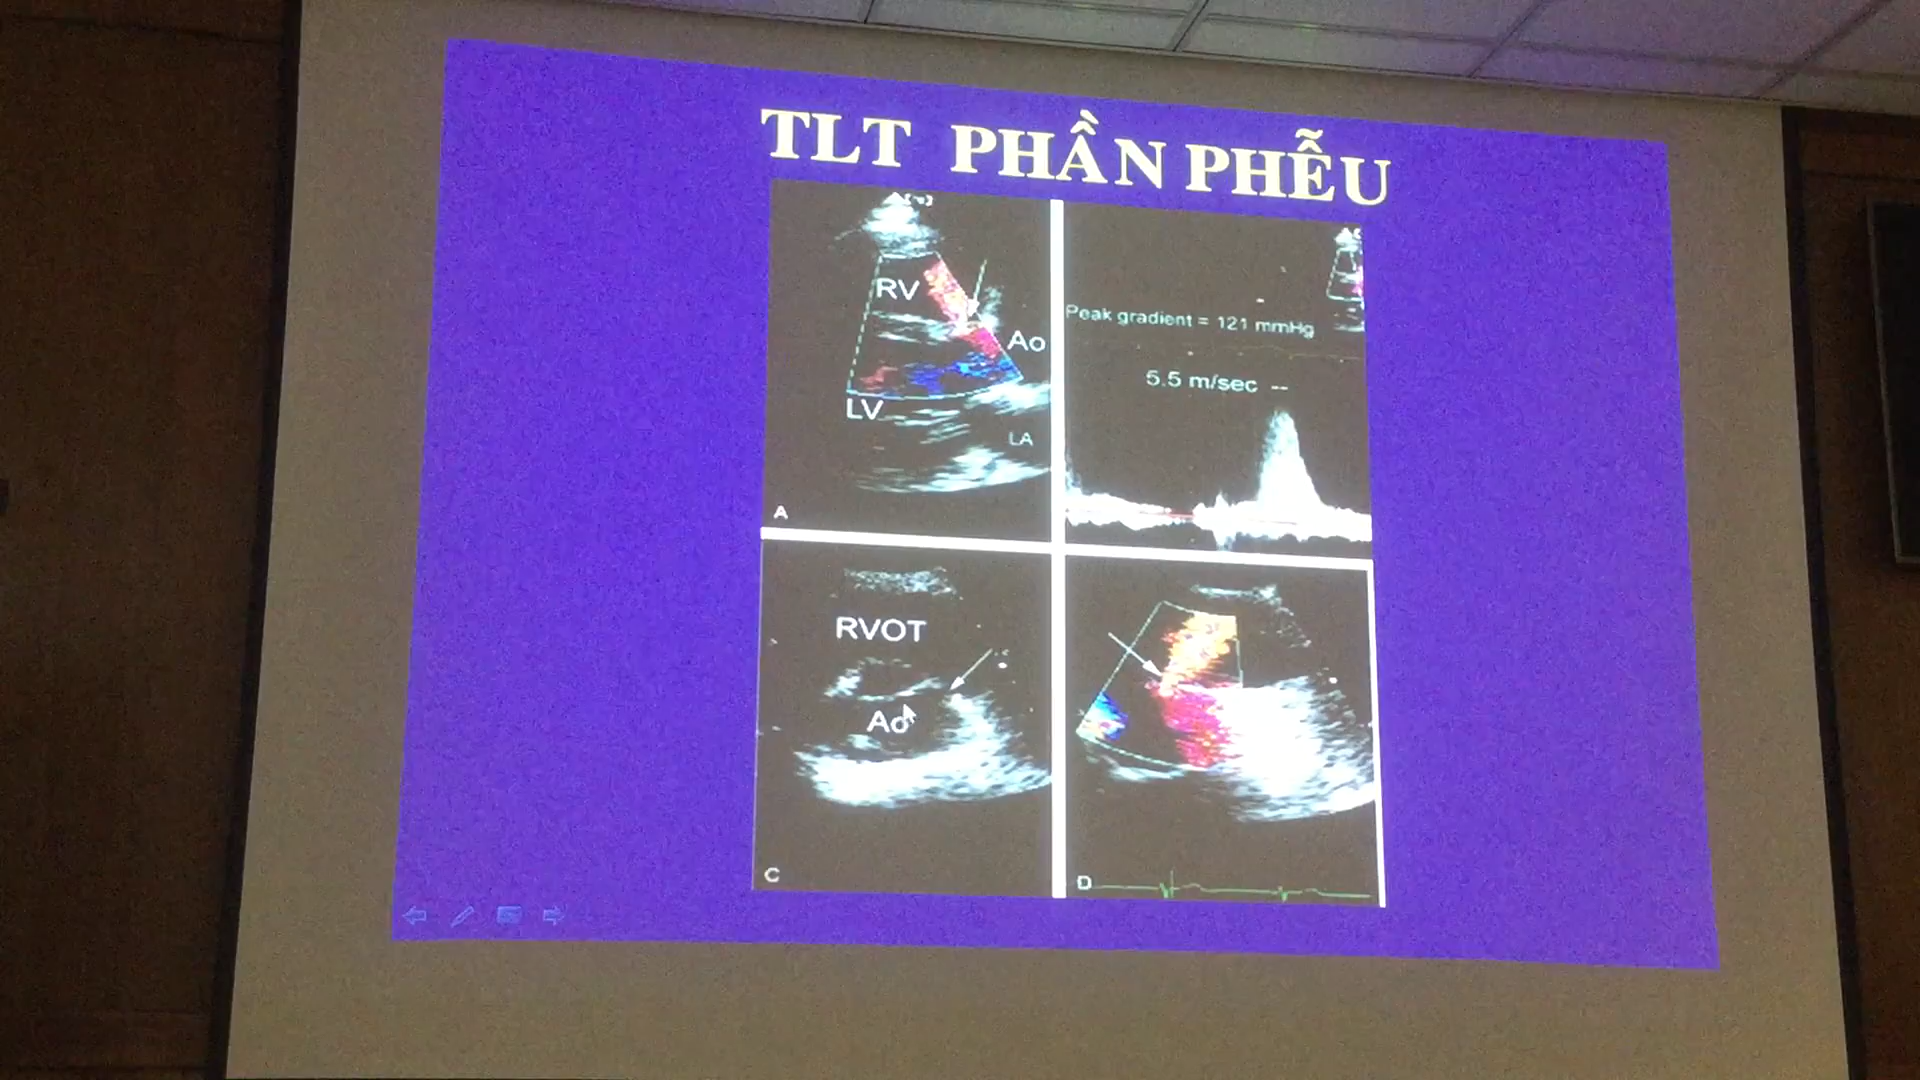 TLT PHẦN PHỄU
RV
Ao
LV
LA
A
Peak gradient = 121 mmHg
5.5 m/sec --
RVOT
Ao
C
D